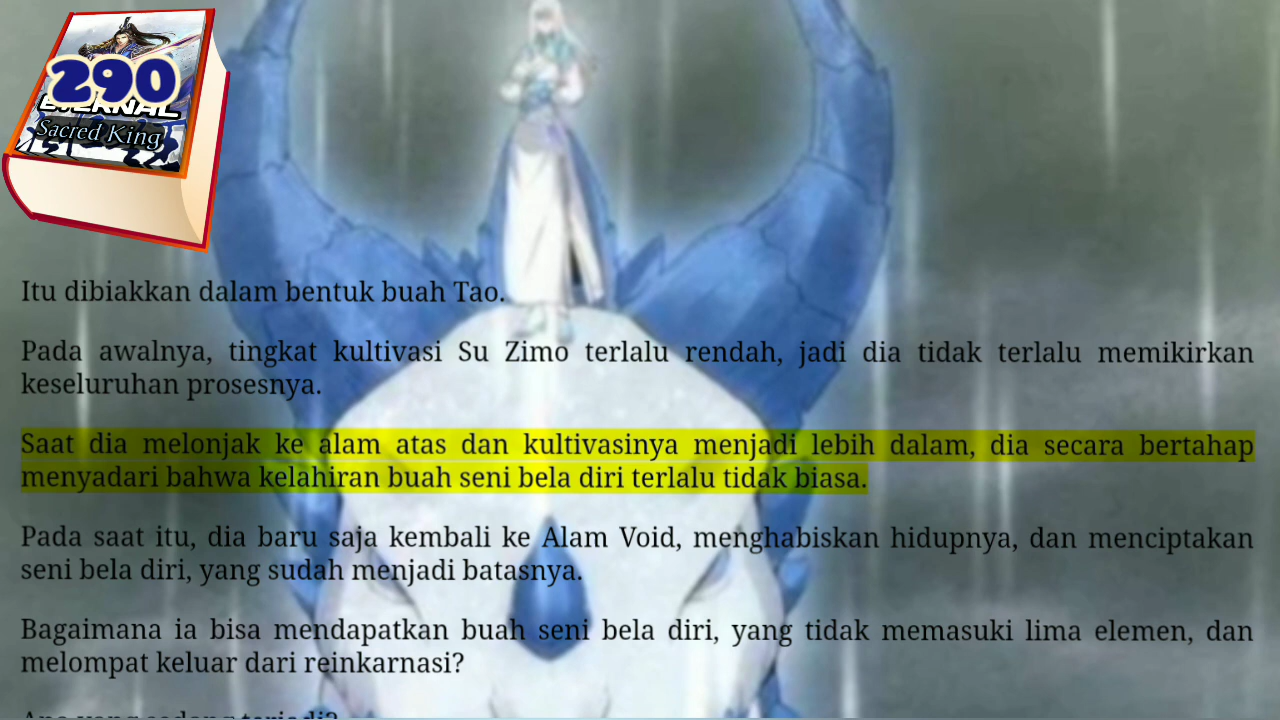 290
ETERNAL
Sacred King
Itu dibiakkan dalam bentuk buah Tao.
Pada awalnya, tingkat kultivasi Su Zimo terlalu rendah, jadi dia tidak terlalu memikirkan
keseluruhan prosesnya.
Saat dia melonjak ke alam atas dan kultivasinya menjadi lebih dalam, dia secara bertahap
menyadari bahwa kelahiran buah seni bela diri terlalu tidak biasa.
Pada saat itu, dia baru saja kembali ke Alam Void, menghabiskan hidupnya, dan menciptakan
seni bela diri, yang sudah menjadi batasnya.
Bagaimana ia bisa mendapatkan buah seni bela diri, yang tidak memasuki lima elemen, dan
melompat keluar dari reinkarnasi?